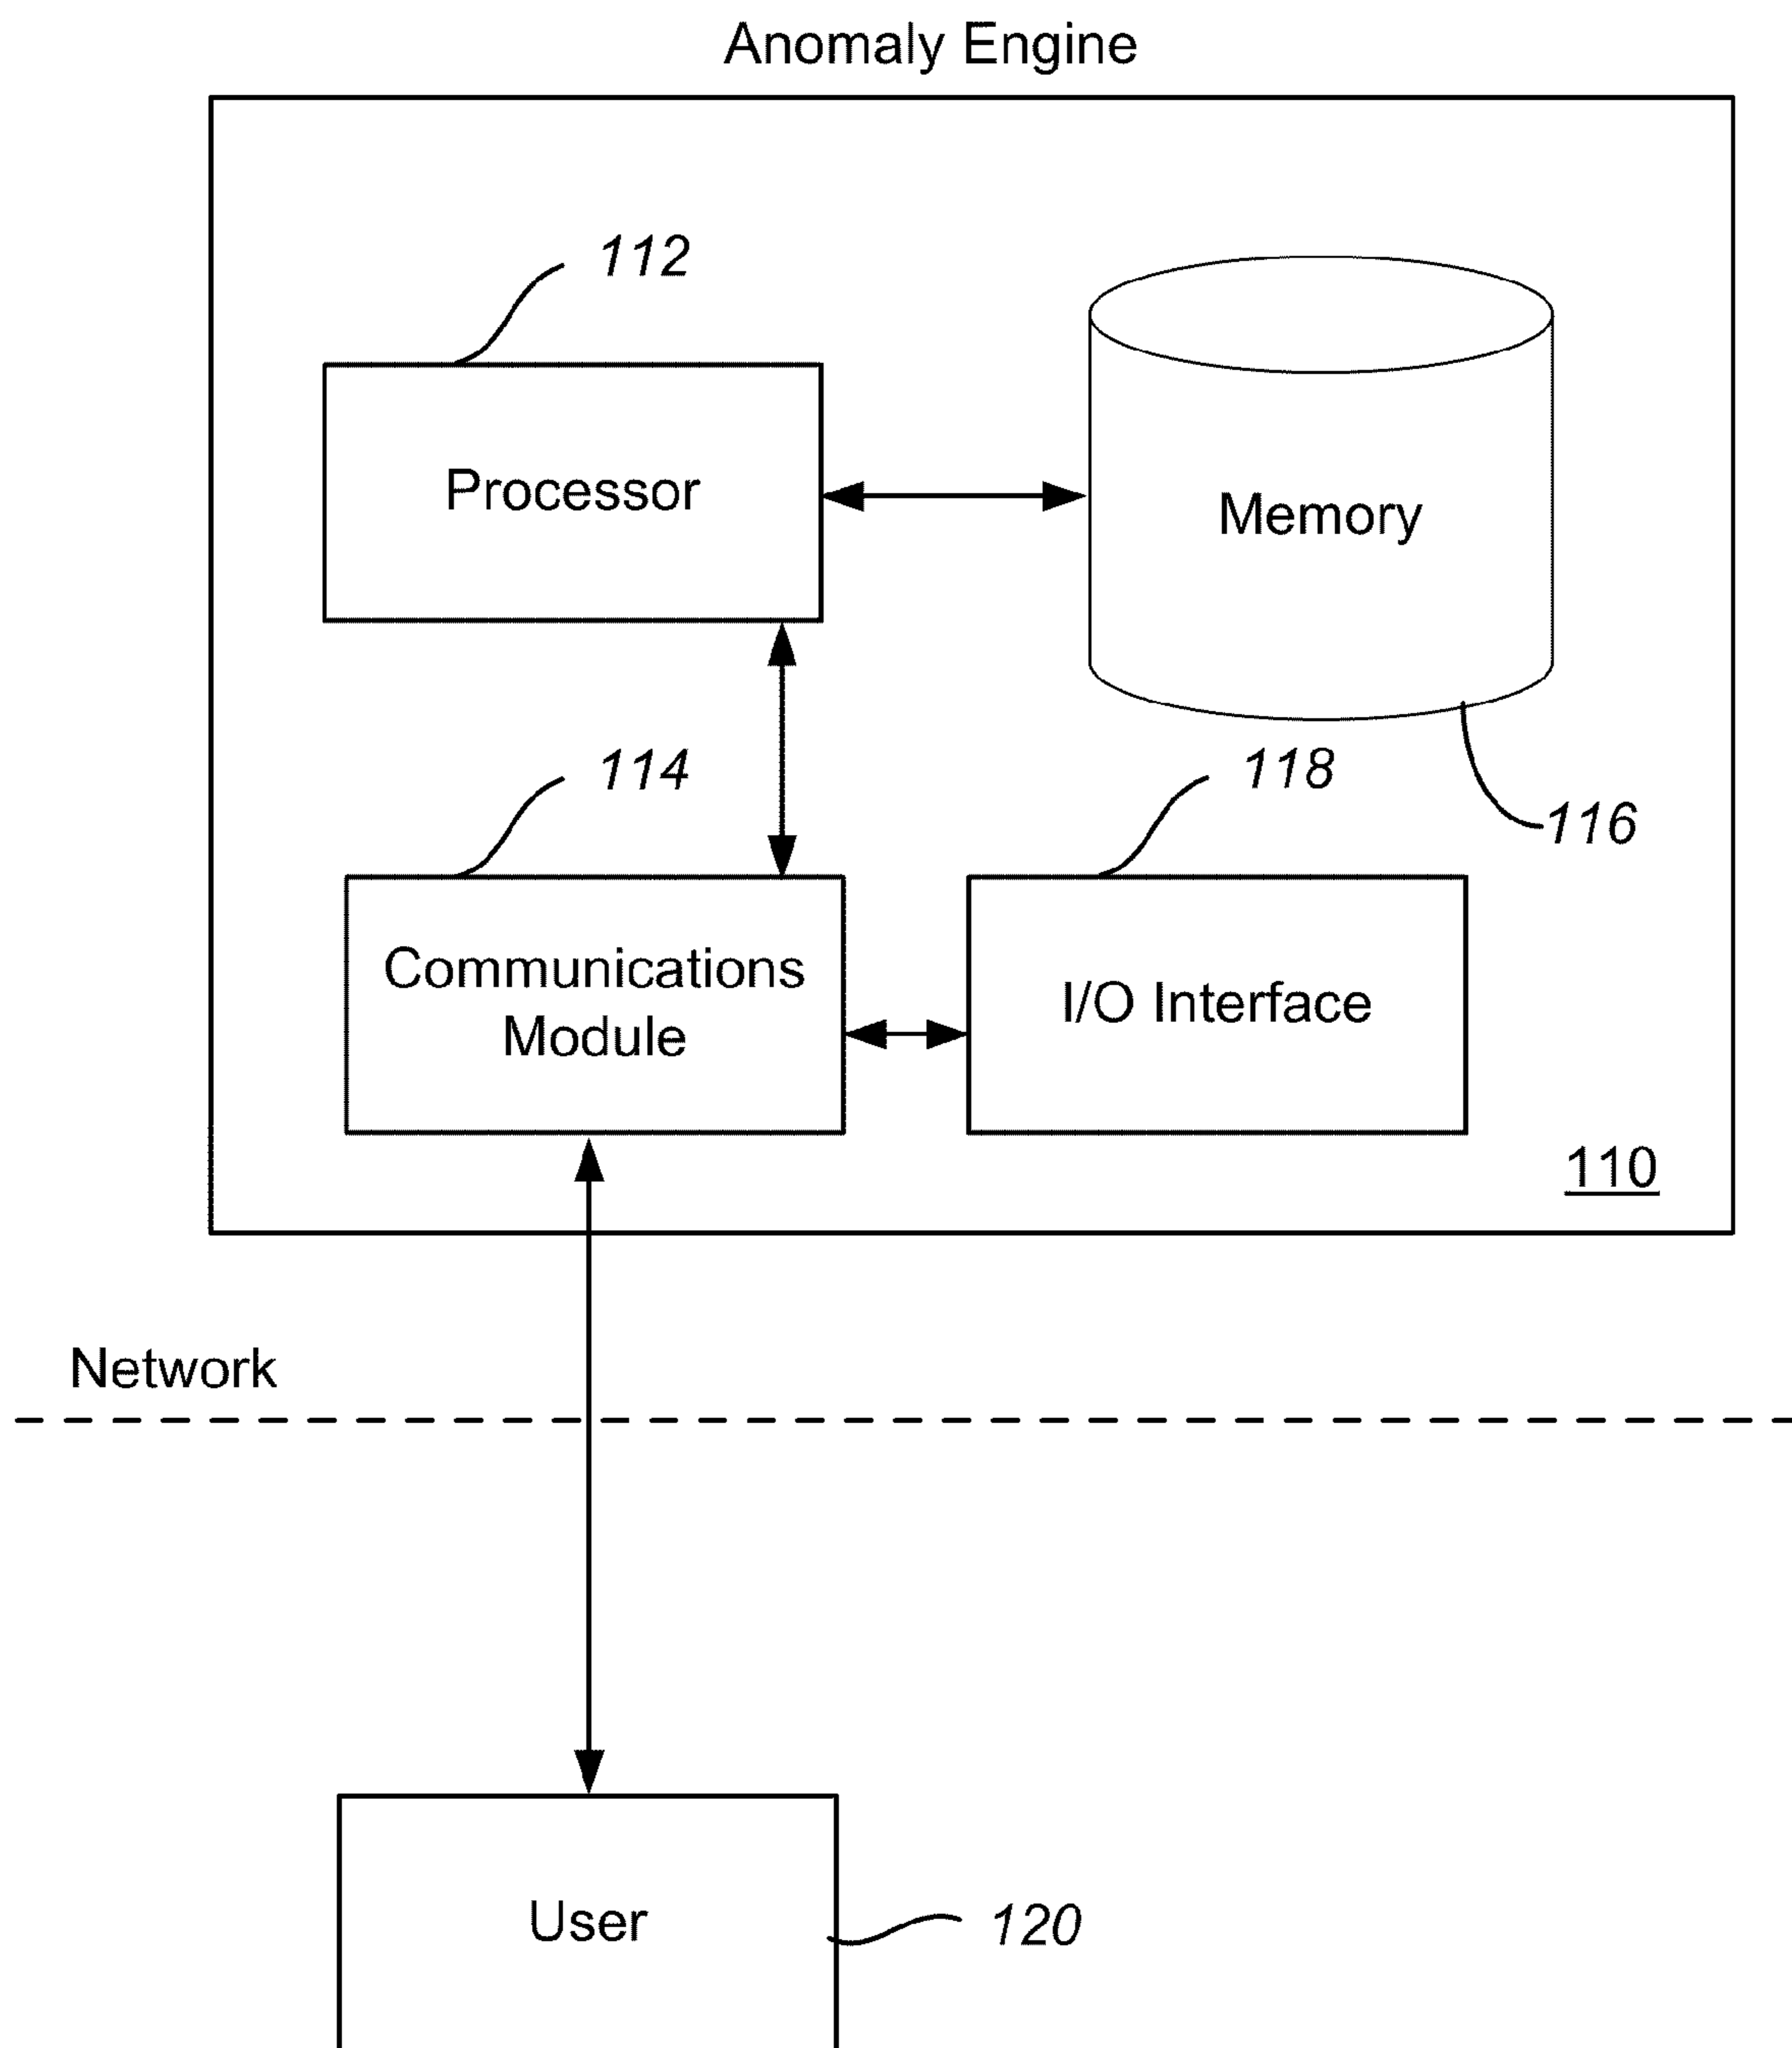 Anomaly Engine
112
Processor
Memory
114
118
116
Communications
Module
I/O Interface
110
Network
User
120